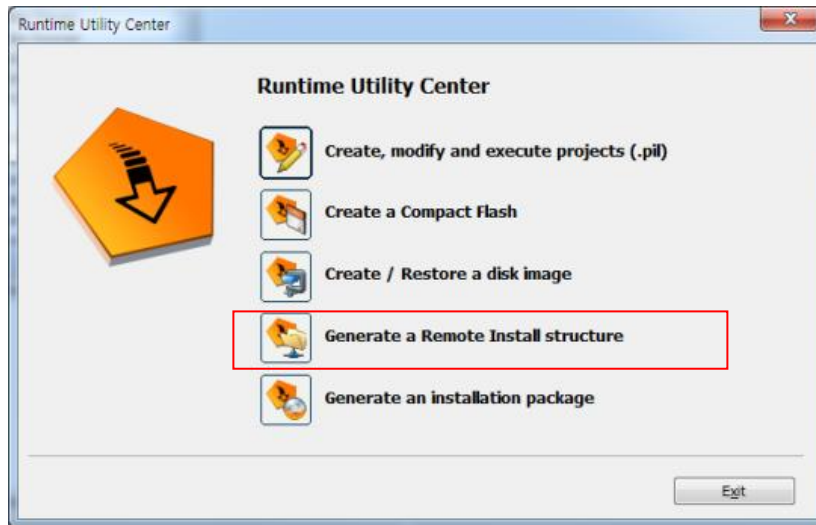 Runtime Utility Center
Runtime Utility Center
Create, modify and execute projects (.pil)
Create a Compact Flash
Create / Restore a disk image
Generate a Remote Install structure
Generate an installation package
Exit